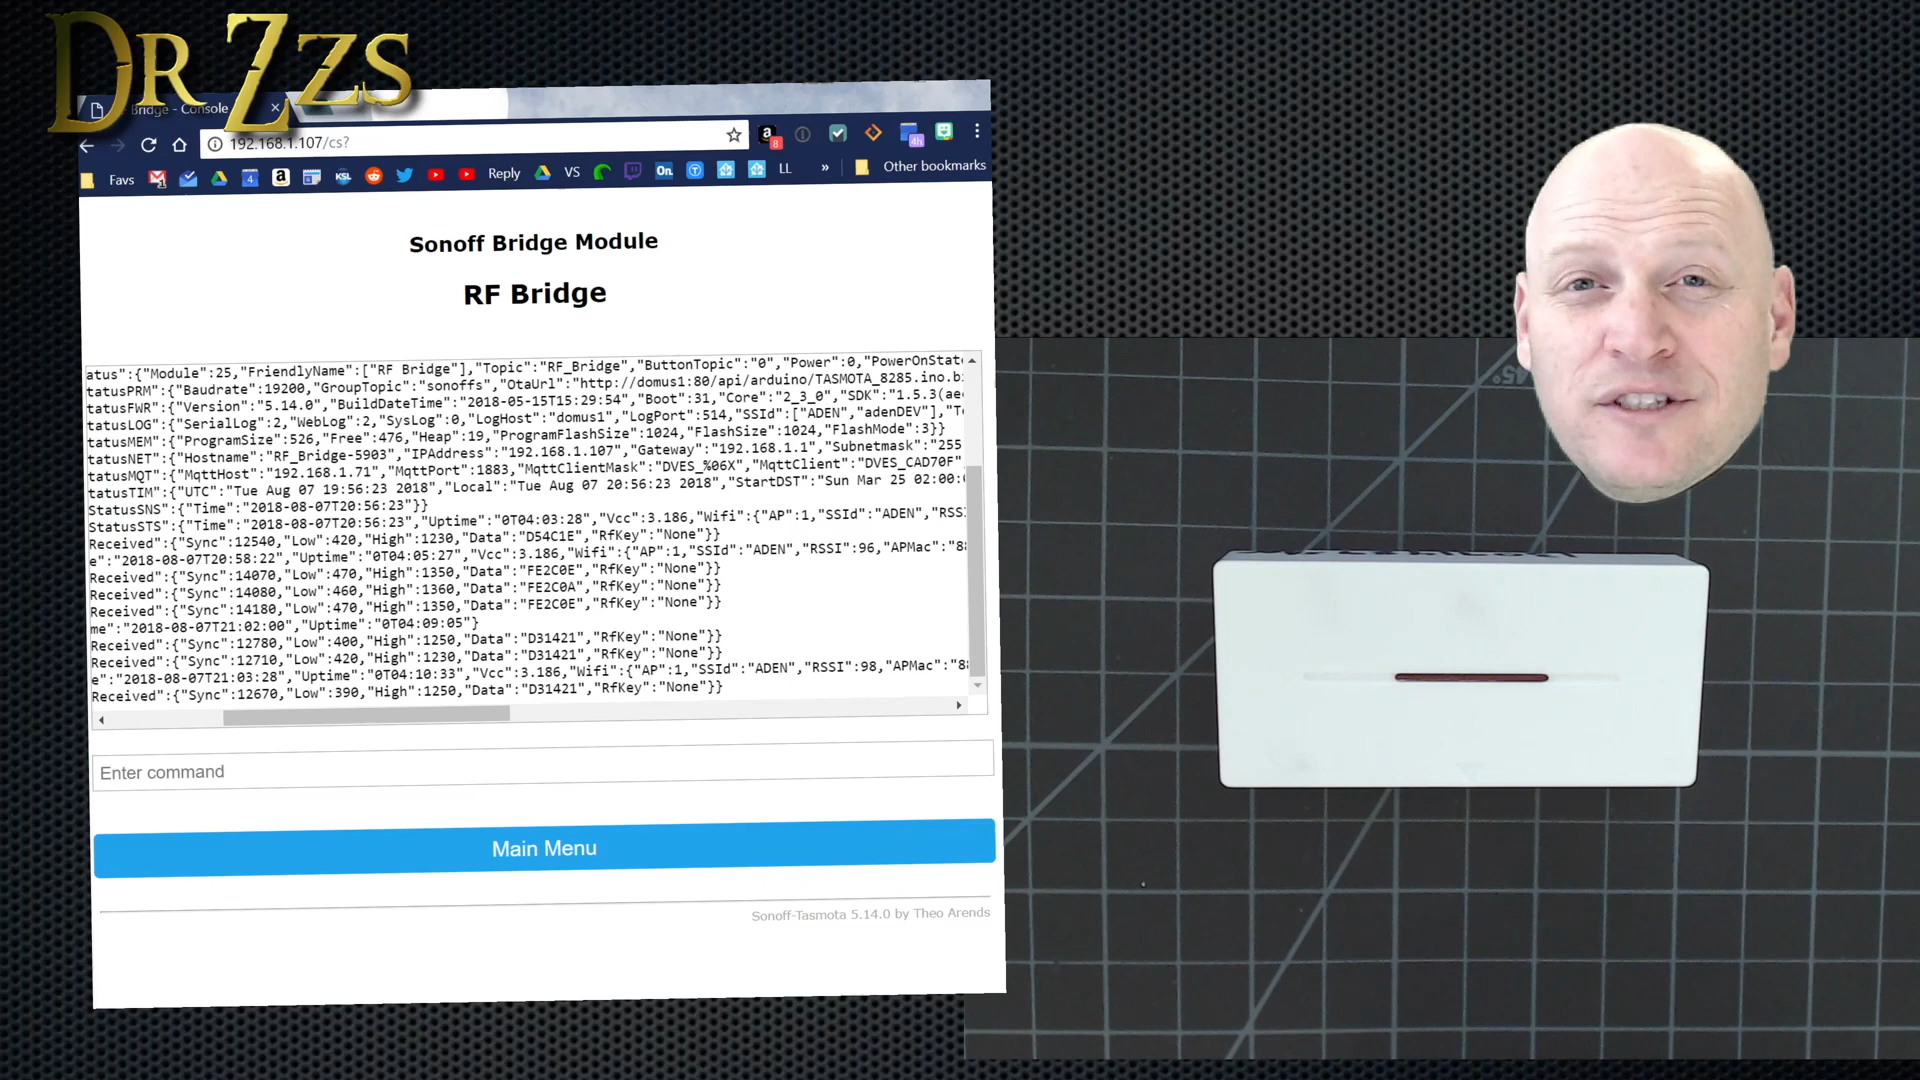 DR ZZS
Bridge - Console
192.168.1.107/cs?
8
4h
Favs
4
KSL
Reply
VS
On.
LL
»
Other bookmarks
Sonoff Bridge Module
RF Bridge
atus":{"Module":25,"FriendlyName":["RF Bridge"],"Topic":"RF_Bridge","ButtonTopic":"0","Power":0,"PowerOnState
tatusPRM":{"Baudrate":19200,"GroupTopic":"sonoffs","OtaUrl":"http://domus1:80/api/arduino/TASMOTA_8285.ino.bi
tatusFWR":{"Version":"5.14.0","BuildDateTime":"2018-05-15T15:29:54","Boot":31,"Core":"2_3_0","SDK":"1.5.3(aec
tatusLOG":{"SerialLog":2,"WebLog":2,"SysLog":0,"LogHost":"domus1","LogPort":514,"SSId":["ADEN","adenDEV"],"Te
tatusMEM":{"ProgramSize":526,"Free":476,"Heap":19,"ProgramFlashSize":1024,"FlashSize":1024,"FlashMode":3}}
tatusNET":{"Hostname":"RF_Bridge-5903","IPAddress":"192.168.1.107","Gateway":"192.168.1.1","Subnetmask":"255
tatusMQT":{"MqttHost":"192.168.1.71","MqttPort":1883,"MqttClientMask":"DVES_%06X","MqttClient":"DVES_CAD70F"
tatusTIM":{"UTC":"Tue Aug 07 19:56:23 2018","Local":"Tue Aug 07 20:56:23 2018","StartDST":"Sun Mar 25 02:00:0
StatusSNS":{"Time":"2018-08-07T20:56:23"}}
StatusSTS":{"Time":"2018-08-07T20:56:23","Uptime":"0T04:03:28","Vcc":3.186,"Wifi":{"AP":1,"SSId":"ADEN","RSSI
Received":{"Sync":12540,"Low":420,"High":1230,"Data":"D54C1E","RfKey":"None"}}
e":"2018-08-07T20:58:22","Uptime":"0T04:05:27","Vcc":3.186,"Wifi":{"AP":1,"SSId":"ADEN","RSSI":96,"APMac":"88
Received":{"Sync":14070,"Low":470,"High":1350,"Data":"FE2C0E","RfKey":"None"}}
Received":{"Sync":14080,"Low":460,"High":1360,"Data":"FE2C0A","RfKey":"None"}}
Received":{"Sync":14180,"Low":470,"High":1350,"Data":"FE2C0E","RfKey":"None"}}
me":"2018-08-07T21:02:00","Uptime":"0T04:09:05"}
Received":{"Sync":12780,"Low":400,"High":1250,"Data":"D31421","RfKey":"None"}}
Received":{"Sync":12710,"Low":420,"High":1230,"Data":"D31421","RfKey":"None"}}
e":"2018-08-07T21:03:28","Uptime":"0T04:10:33","Vcc":3.186,"Wifi":{"AP":1,"SSId":"ADEN","RSSI":98,"APMac":"88
Received":{"Sync":12670,"Low":390,"High":1250,"Data":"D31421","RfKey":"None"}}
Enter command
Main Menu
Sonoff-Tasmota 5.14.0 by Theo Arends
45°